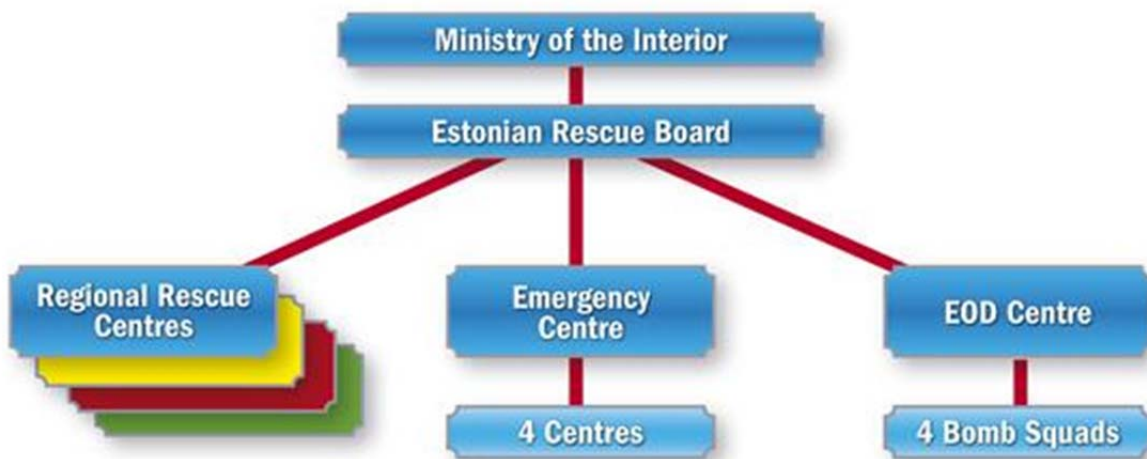 Ministry of the Interior
Estonian Rescue Board
Regional Rescue
Centres
Emergency
Centre
EOD Centre
4 Centres
4 Bomb Squads